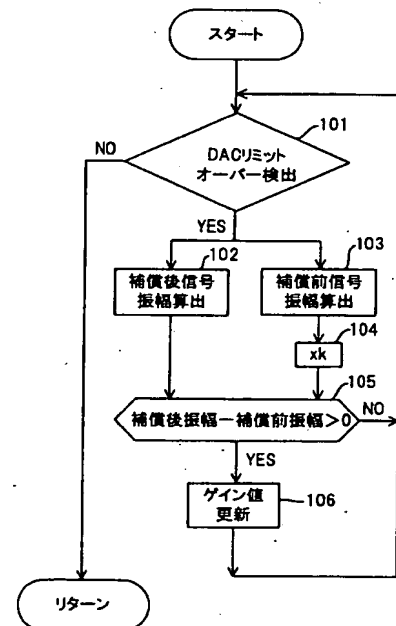 スタート
101
NO
DACリミット
オーバー検出
YES
102
103
補償後信号
振幅算出
補償前信号
振幅算出
104
xk
105
補償後振幅－補償前振幅>0
NO
YES
ゲイン値
更新
106
リターン